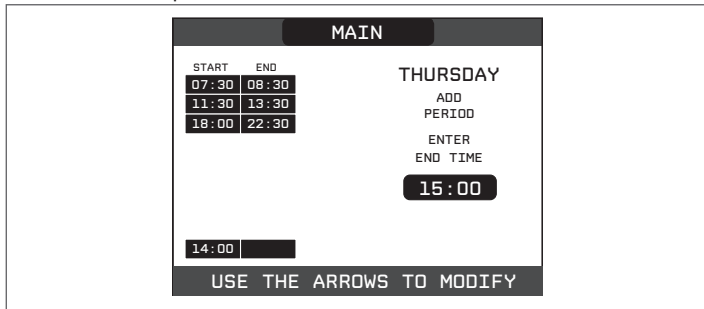 MAIN
START END
07:30 08:30
11:30 13:30
18:00 22:30
14:00
THURSDAY
ADD
PERIOD
ENTER
END TIME
15:00
USE THE ARROWS TO MODIFY